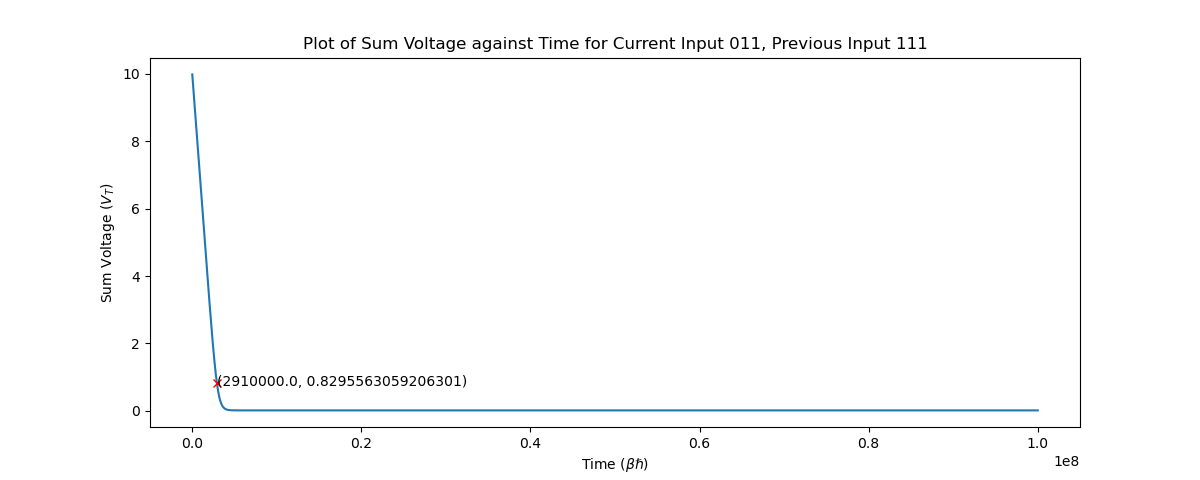 Plot of Sum Voltage against Time for Current Input 011, Previous Input 111
Sum Voltage (V_T)
10
8
6
4
2
0
(2910000.0, 0.8295563059206301)
0.0 0.2 0.4 0.6 0.8 1.0
1e8
Time (βℏ)